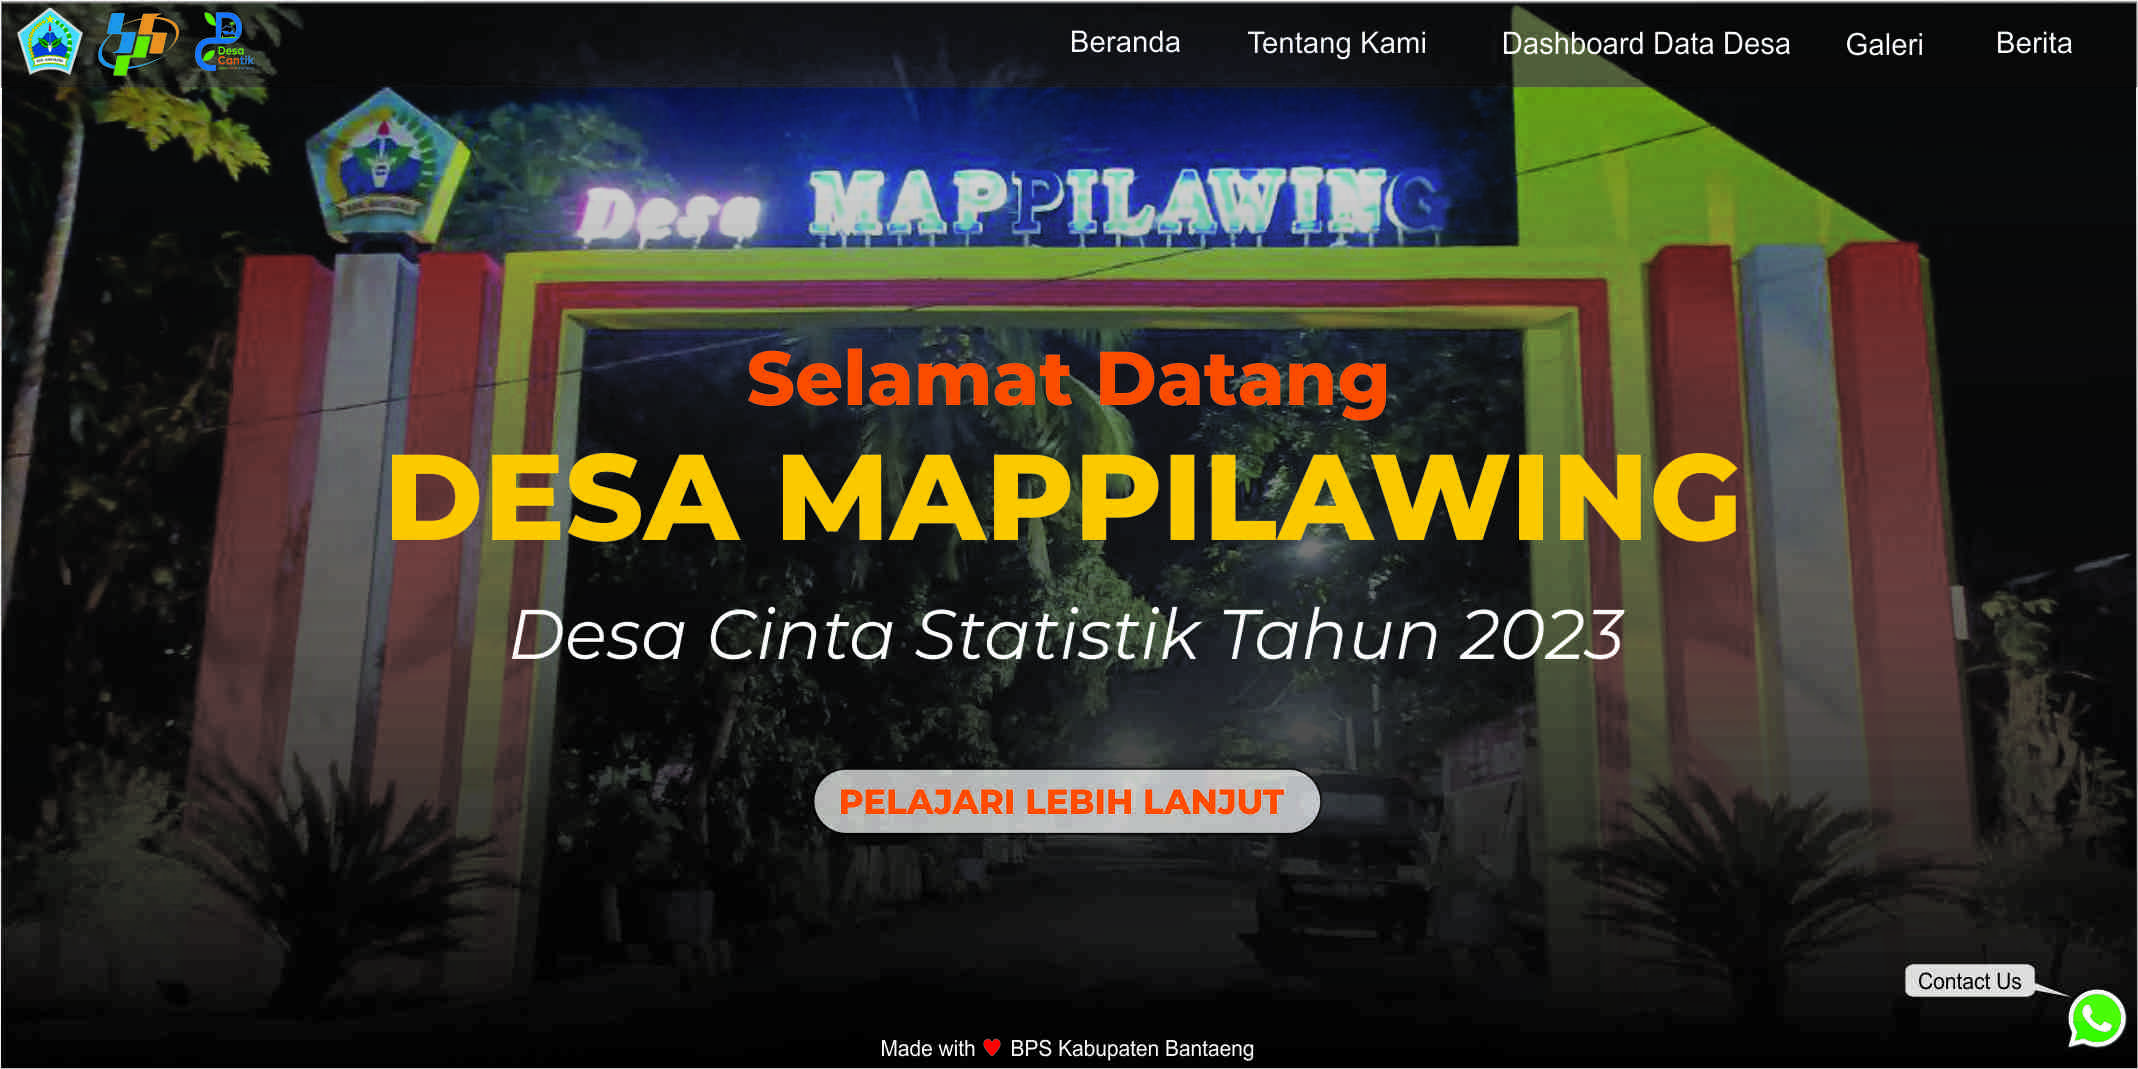 Desa
Cantik
Beranda
Tentang Kami
Dashboard Data Desa
Galeri
Berita
Desa MAPPILAWING
Selamat Datang
DESA MAPPILAWING
Desa Cinta Statistik Tahun 2023
PELAJARI LEBIH LANJUT
Contact Us
Made with ♥ BPS Kabupaten Bantaeng